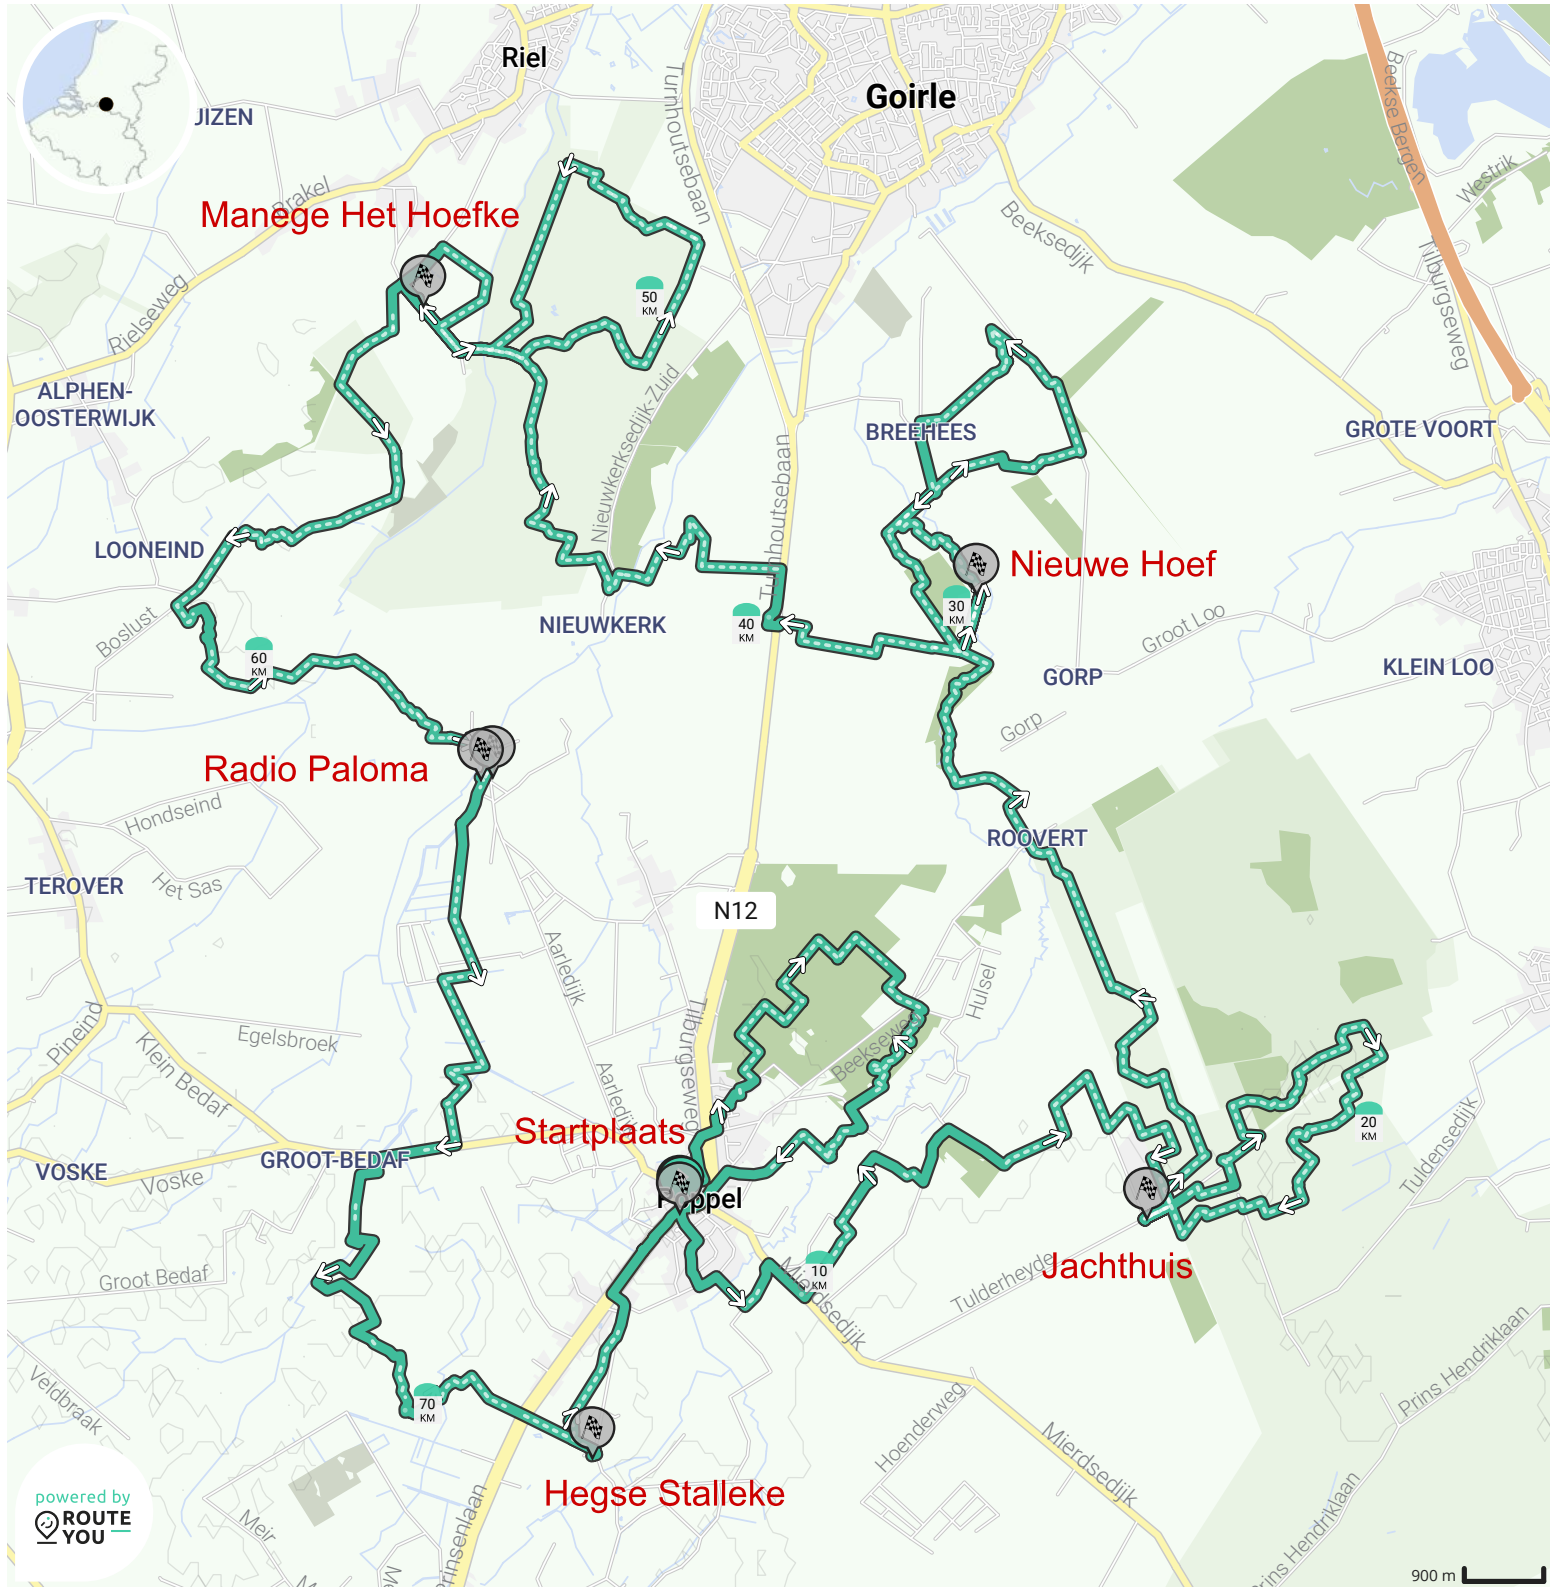 Riel
Goirle
JIZEN
Turnhoutsebaan
Beekse Bergen
Brakel
Westrik
Manege Het Hoefke
Beeksedijk
Tilburgseweg
Rielseweg
50
KM
ALPHEN-
OOSTERWIJK
Nieuwkerksedijk-Zuid
BREEHEES
GROTE VOORT
Turnhoutsebaan
LOONEIND
Nieuwe Hoef
30
KM
Boslust
NIEUWKERK
40
KM
Groot Loo
60
KM
GORP
KLEIN LOO
Gorp
Radio Paloma
Hondseind
ROOVERT
TEROVER
Het Sas
N12
Aarledijk
Hulsel
Pineind
Egelsbroek
Tilburgseweg
Beekseweg
Klein Bedaf
Aarledijk
Startplaats
20
KM
Tuldensedijk
GROOT-BEDAF
VOSKE
Voske
Poppel
Groot Bedaf
10
KM
Jachthuis
Tulderheyde
Mierdsedijk
Prins Hendriklaan
Veldbraak
70
KM
Hoenderweg
Mierdsedijk
Hegse Stalleke
powered by
ROUTE
YOU
Meir
Prins Hendriklaan
900 m